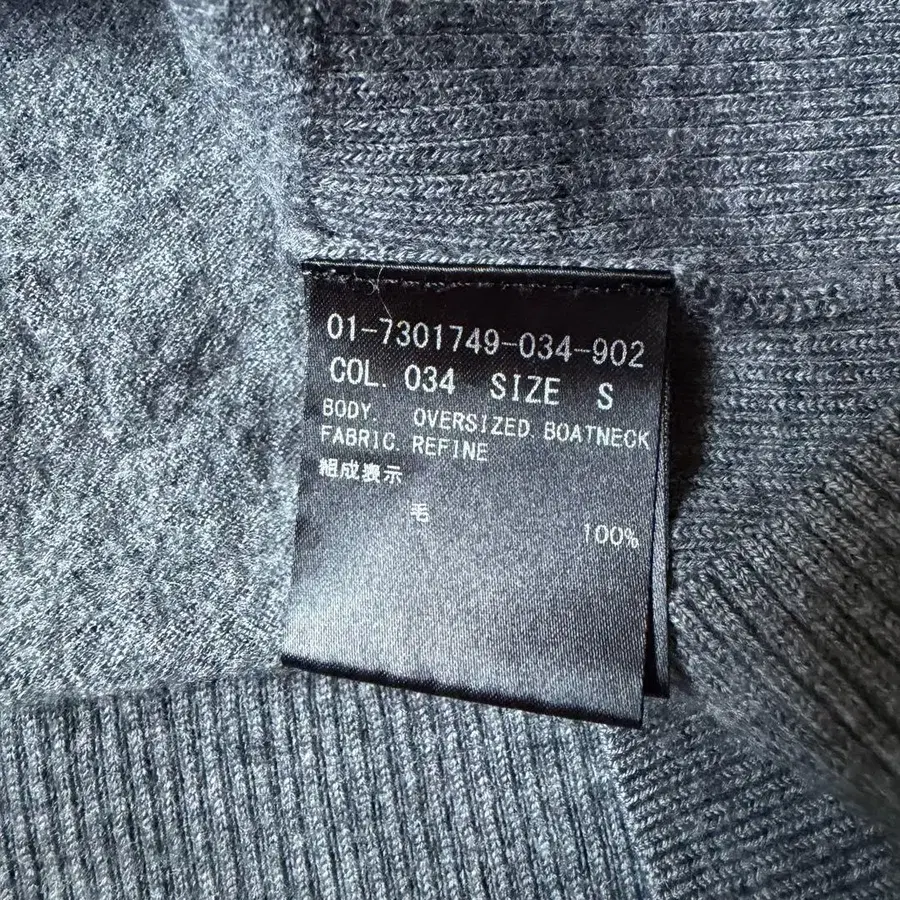 01-7301749-034-902
COL. 034 SIZE S
BODY. OVERSIZED.BOATNECK
FABRIC.REFINE
組成表示
毛 100%